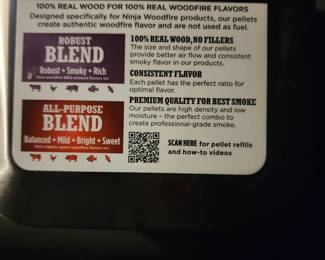 100% REAL WOOD FOR 100% REAL WOODFIRE FLAVORS
Designed specifically for Ninja Woodfire products, our pellets
create authentic woodfire flavor and are not used as fuel.
ROBUST
BLEND
Robust • Smoky • Rich
100% REAL WOOD, NO FILLERS
The size and shape of our pellets
provide better air flow and consistent
smoky flavor in our products.
CONSISTENT FLAVOR
Each pellet has the perfect ratio for
optimal flavor.
ALL-PURPOSE
BLEND
Balanced • Mild • Bright • Sweet
PREMIUM QUALITY FOR BEST SMOKE
Our pellets are high density and low
moisture – the perfect combo to
create professional-grade smoke.
SCAN HERE for pellet refills
and how-to videos